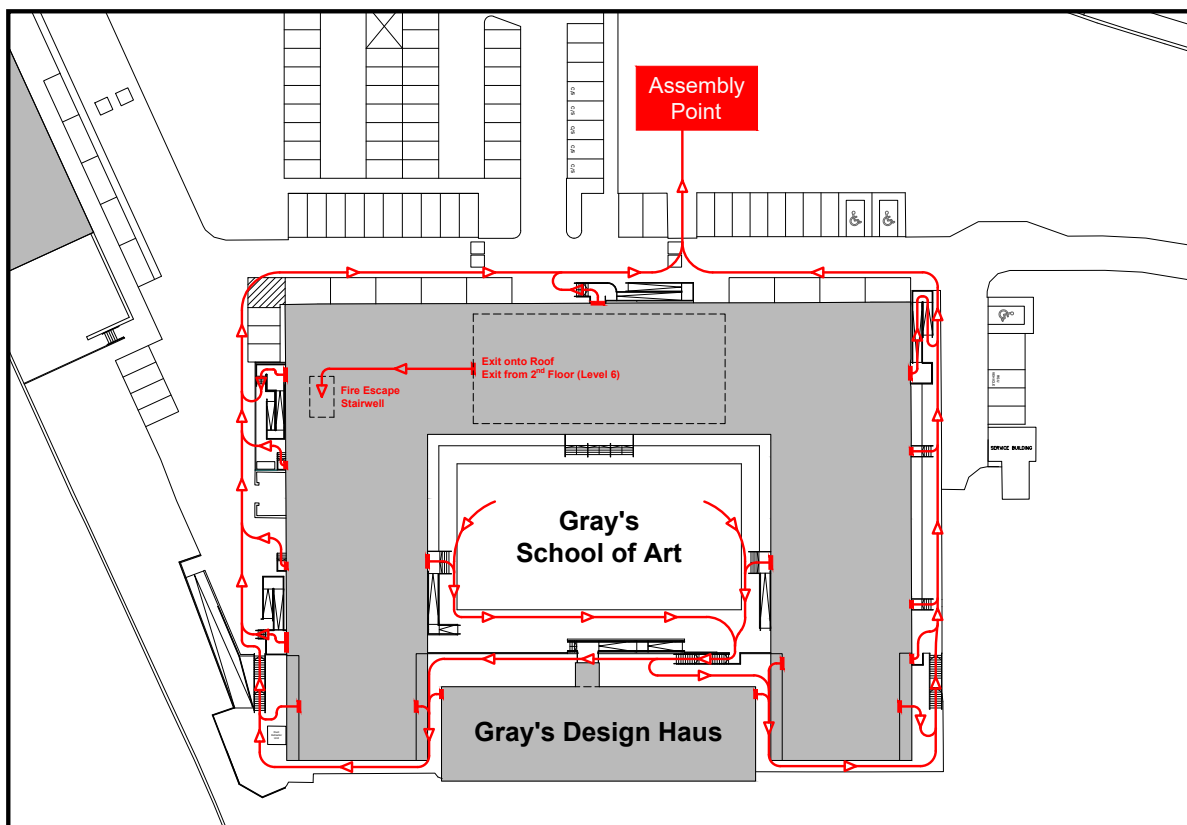 Assembly
Point
C/S
C/S
C/S
C/S
C/S
C/S
Exit onto Roof
Exit from 2nd Floor (Level 6)
Fire Escape
Stairwell
SERVICE BUILDING
Gray's
School of Art
Gray's Design Haus